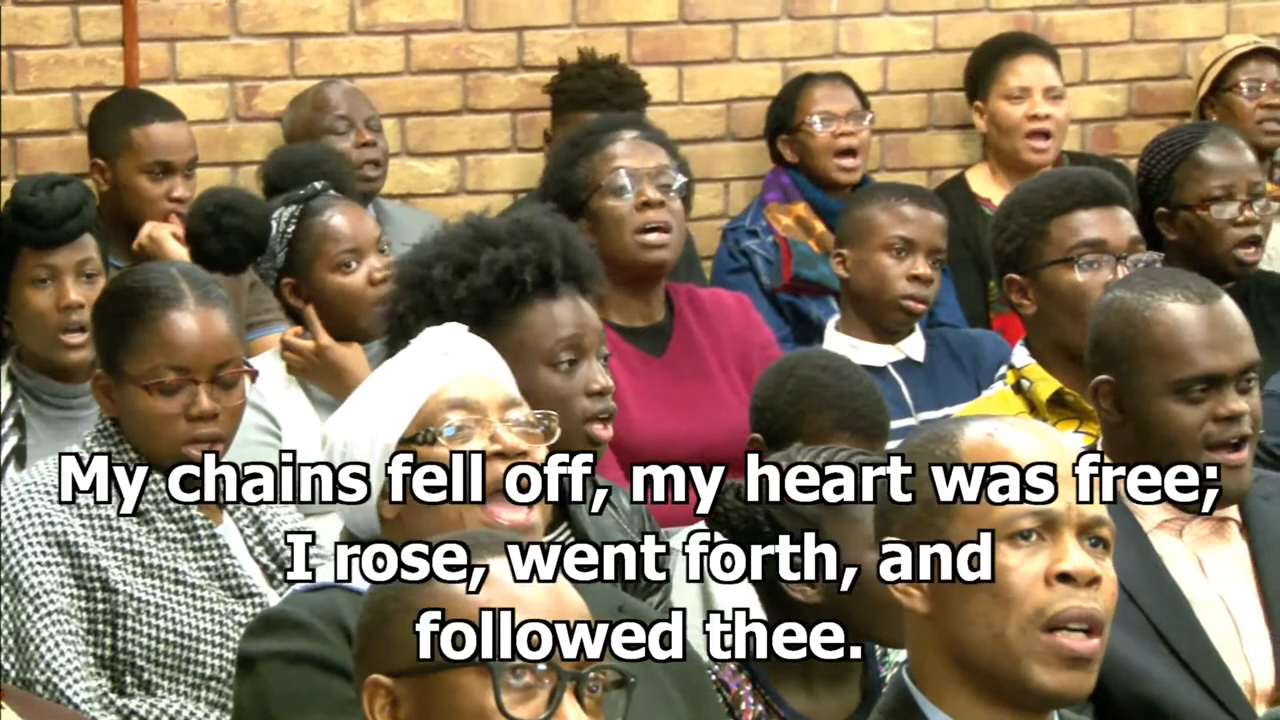 My chains fell off, my heart was free;
I rose, went forth, and
followed thee.